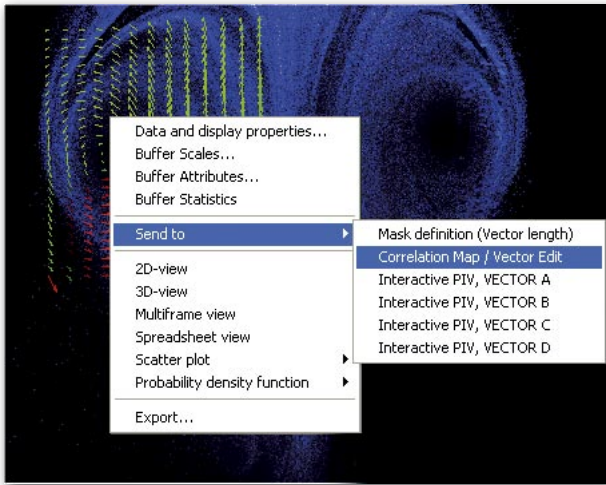 Data and display properties...
Buffer Scales...
Buffer Attributes...
Buffer Statistics
Send to
2D-view
3D-view
Multiframe view
Spreadsheet view
Scatter plot
Probability density function
Export...
Mask definition (Vector length)
Correlation Map / Vector Edit
Interactive PIV, VECTOR A
Interactive PIV, VECTOR B
Interactive PIV, VECTOR C
Interactive PIV, VECTOR D